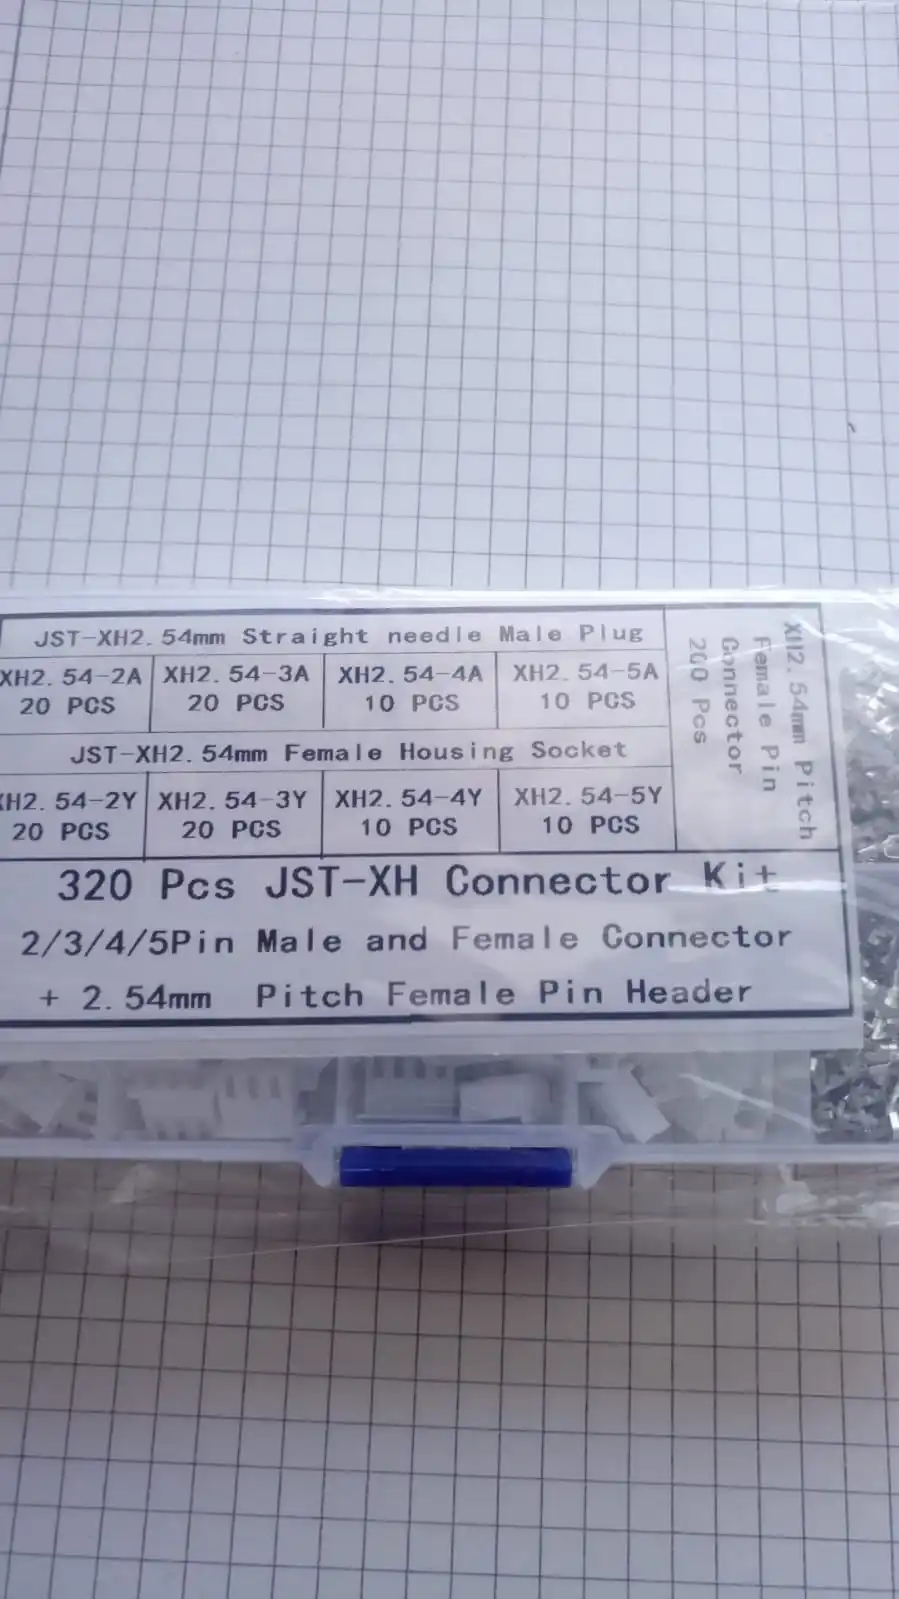 JST-XH2.54mm Straight needle Male Plug
XH2.54-2A XH2.54-3A XH2.54-4A XH2.54-5A
20 PCS 20 PCS 10 PCS 10 PCS
JST-XH2.54mm Female Housing Socket
XH2.54-2Y XH2.54-3Y XH2.54-4Y XH2.54-5Y
20 PCS 20 PCS 10 PCS 10 PCS
XH2.54mm Pitch
Female Pin
Connector
200 Pcs
320 Pcs JST-XH Connector Kit
2/3/4/5Pin Male and Female Connector
+ 2.54mm Pitch Female Pin Header